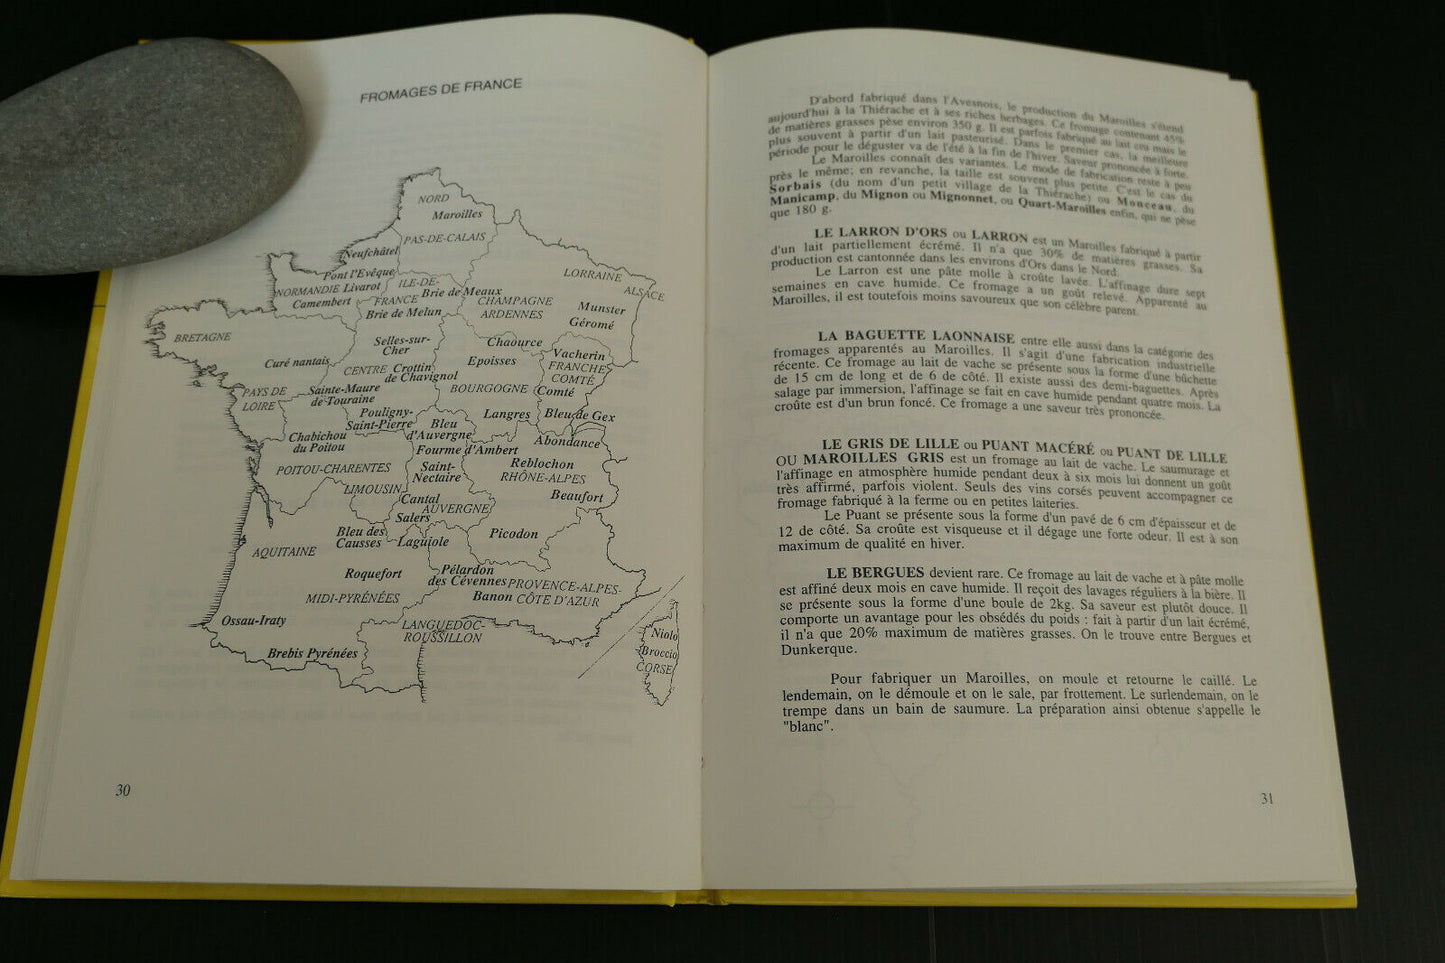 FROMAGES DE FRANCE
NORD
Maroilles
PAS-DE-CALAIS
Neufchâtel
Pont l'Evêque
NORMANDIE Livarot
Camembert
ILE-DE-
FRANCE
Brie de Meaux
Brie de Melun
CHAMPAGNE
ARDENNES
LORRAINE
ALSACE
Munster
Géromé
BRETAGNE
Curé nantais
Selles-sur-
Cher
Chaource
Epoisses
Vacherin
FRANCHE
COMTÉ
Comté
CENTRE
Crottin
de Chavignol
BOURGOGNE
PAYS DE
LOIRE
Sainte-Maure
de Touraine
Pouligny-
Saint-Pierre
Bleu
d'Auvergne
Langres
Bleu de Gex
Chabichou
du Poitou
Fourme d'Ambert
Abondance
POITOU-CHARENTES
Saint-
Nectaire
Reblochon
RHÔNE-ALPES
LIMOUSIN
Cantal
AUVERGNE
Beaufort
Salers
Bleu des
Causses
Laguiole
Picodon
AQUITAINE
Roquefort
Pélardon
des Cévennes
PROVENCE-ALPES-
CÔTE D'AZUR
Banon
MIDI-PYRÉNÉES
Ossau-Iraty
LANGUEDOC-
ROUSSILLON
Brebis Pyrénées
Niolo
Broccio
CORSE
30
D'abord fabriqué dans l'Avesnois, le production du Maroilles s'étend
aujourd'hui à la Thiérache et à ses riches herbages. Ce fromage contenant 45%
de matières grasses pèse environ 350 g. Il est parfois fabriqué au lait cru mais le
plus souvent à partir d'un lait pasteurisé. Dans le premier cas, la meilleure
période pour le déguster va de l'été à la fin de l'hiver. Saveur prononcée à forte.
Le Maroilles connaît des variantes. Le mode de fabrication reste à peu
près le même; en revanche, la taille est souvent plus petite. C'est le cas du
Sorbais (du nom d'un petit village de la Thiérache) ou Monceau, du
Manicamp, du Mignon ou Mignonnet, ou Quart-Maroilles enfin, qui ne pèse
que 180 g.
LE LARRON D'ORS ou LARRON est un Maroilles fabriqué à partir
d'un lait partiellement écrémé. Il n'a que 30% de matières grasses. Sa
production est cantonnée dans les environs d'Ors dans le Nord.
Le Larron est une pâte molle à croûte lavée. L'affinage dure sept
semaines en cave humide. Ce fromage a un goût relevé. Apparenté au
Maroilles, il est toutefois moins savoureux que son célèbre parent.
LA BAGUETTE LAONNAISE entre elle aussi dans la catégorie des
fromages apparentés au Maroilles. Il s'agit d'une fabrication industrielle
récente. Ce fromage au lait de vache se présente sous la forme d'une bûchette
de 15 cm de long et de 6 de côté. Il existe aussi des demi-baguettes. Après
salage par immersion, l'affinage se fait en cave humide pendant quatre mois. La
croûte est d'un brun foncé. Ce fromage a une saveur très prononcée.
LE GRIS DE LILLE ou PUANT MACÉRÉ ou PUANT DE LILLE
OU MAROILLES GRIS est un fromage au lait de vache. Le saumurage et
l'affinage en atmosphère humide pendant deux à six mois lui donnent un goût
très affirmé, parfois violent. Seuls des vins corsés peuvent accompagner ce
fromage fabriqué à la ferme ou en petites laiteries.
Le Puant se présente sous la forme d'un pavé de 6 cm d'épaisseur et de
12 de côté. Sa croûte est visqueuse et il dégage une forte odeur. Il est à son
maximum de qualité en hiver.
LE BERGUES devient rare. Ce fromage au lait de vache et à pâte molle
est affiné deux mois en cave humide. Il reçoit des lavages réguliers à la bière. Il
se présente sous la forme d'une boule de 2kg. Sa saveur est plutôt douce. Il
comporte un avantage pour les obsédés du poids : fait à partir d'un lait écrémé,
il n'a que 20% maximum de matières grasses. On le trouve entre Bergues et
Dunkerque.
Pour fabriquer un Maroilles, on moule et retourne le caillé. Le
lendemain, on le démoule et on le sale, par frottement. Le surlendemain, on le
trempe dans un bain de saumure. La préparation ainsi obtenue s'appelle le
"blanc".
31